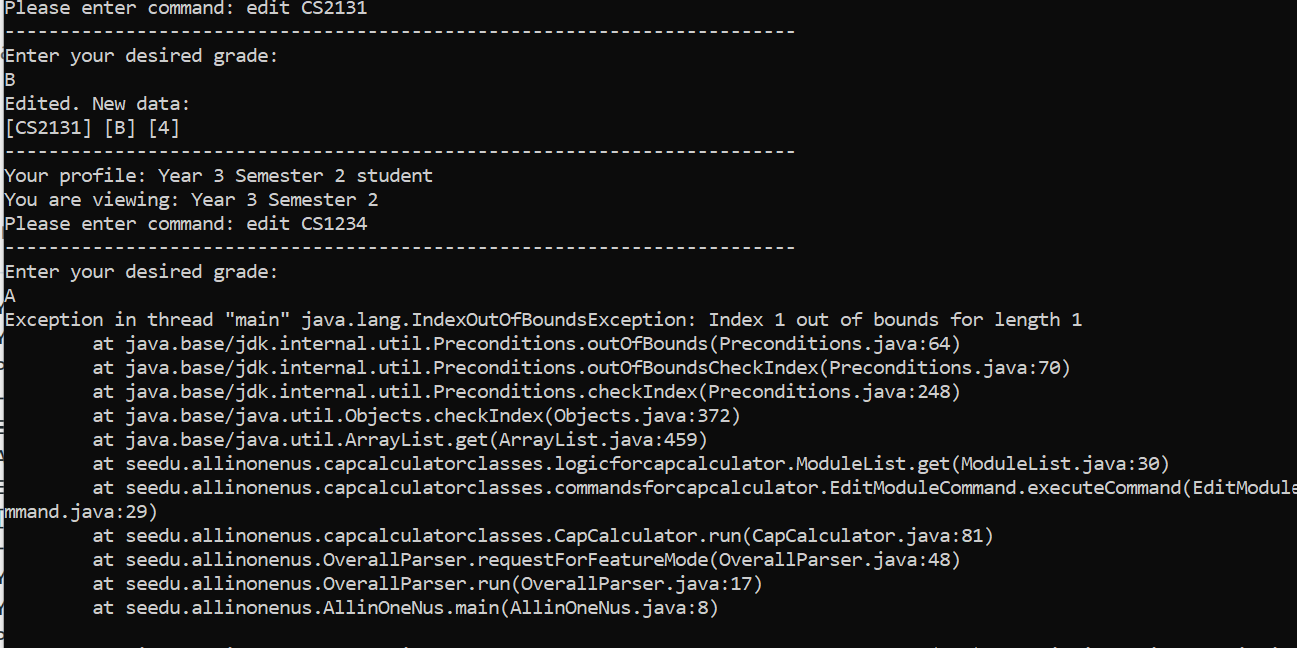 Please enter command: edit CS2131
------------------------------------------------------------------------
Enter your desired grade:
B
Edited. New data:
[CS2131] [B] [4]
------------------------------------------------------------------------
Your profile: Year 3 Semester 2 student
You are viewing: Year 3 Semester 2
Please enter command: edit CS1234
------------------------------------------------------------------------
Enter your desired grade:
A
Exception in thread "main" java.lang.IndexOutOfBoundsException: Index 1 out of bounds for length 1
        at java.base/jdk.internal.util.Preconditions.outOfBounds(Preconditions.java:64)
        at java.base/jdk.internal.util.Preconditions.outOfBoundsCheckIndex(Preconditions.java:70)
        at java.base/jdk.internal.util.Preconditions.checkIndex(Preconditions.java:248)
        at java.base/java.util.Objects.checkIndex(Objects.java:372)
        at java.base/java.util.ArrayList.get(ArrayList.java:459)
        at seedu.allinonenus.capcalculatorclasses.logicforcapcalculator.ModuleList.get(ModuleList.java:30)
        at seedu.allinonenus.capcalculatorclasses.commandsforcapcalculator.EditModuleCommand.executeCommand(EditModule
mmand.java:29)
        at seedu.allinonenus.capcalculatorclasses.CapCalculator.run(CapCalculator.java:81)
        at seedu.allinonenus.OverallParser.requestForFeatureMode(OverallParser.java:48)
        at seedu.allinonenus.OverallParser.run(OverallParser.java:17)
        at seedu.allinonenus.AllinOneNus.main(AllinOneNus.java:8)